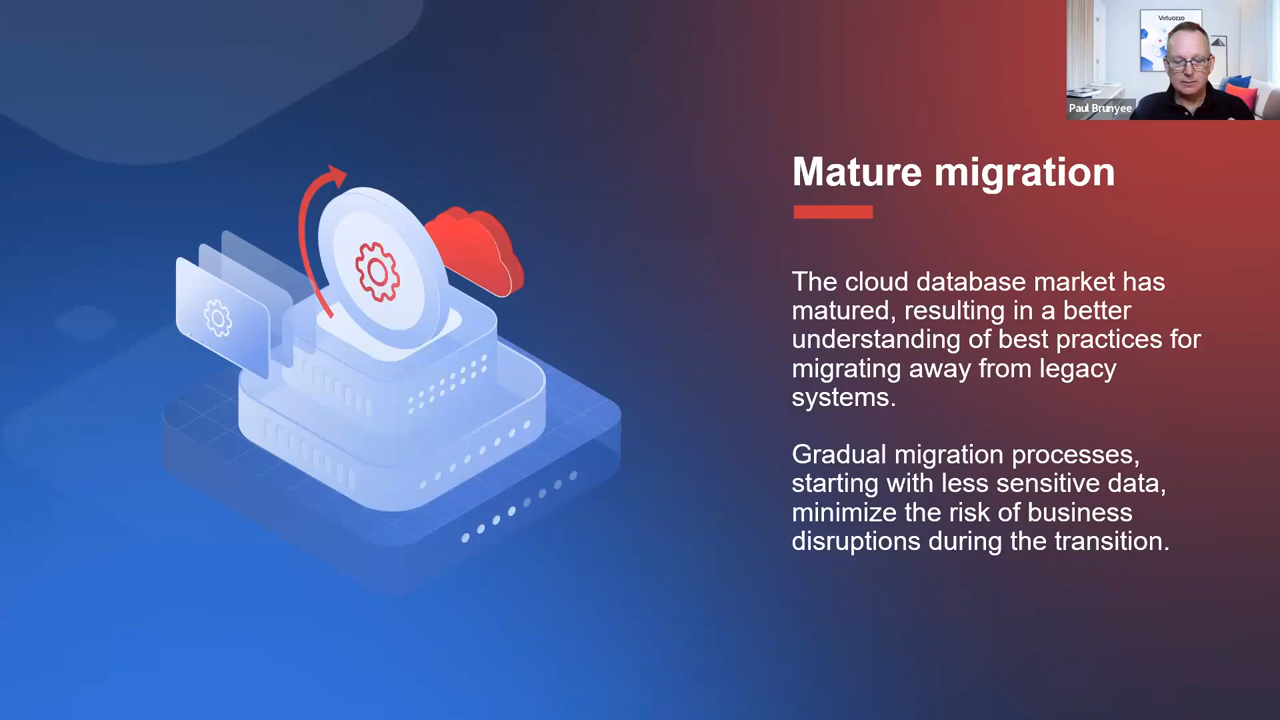 Virtuozzo
Paul Brunyee
Mature migration
The cloud database market has
matured, resulting in a better
understanding of best practices for
migrating away from legacy
systems.
Gradual migration processes,
starting with less sensitive data,
minimize the risk of business
disruptions during the transition.